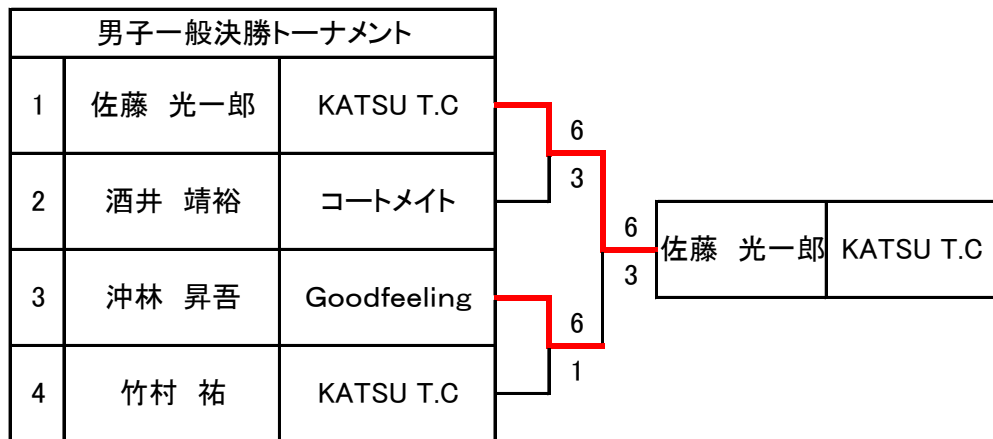 男子一般決勝トーナメント
1 佐藤 光一郎 KATSU T.C
6
3
2 酒井 靖裕 コートメイト
6
3
佐藤 光一郎 KATSU T.C
3 沖林 昇吾 Goodfeeling
6
1
4 竹村 祐 KATSU T.C